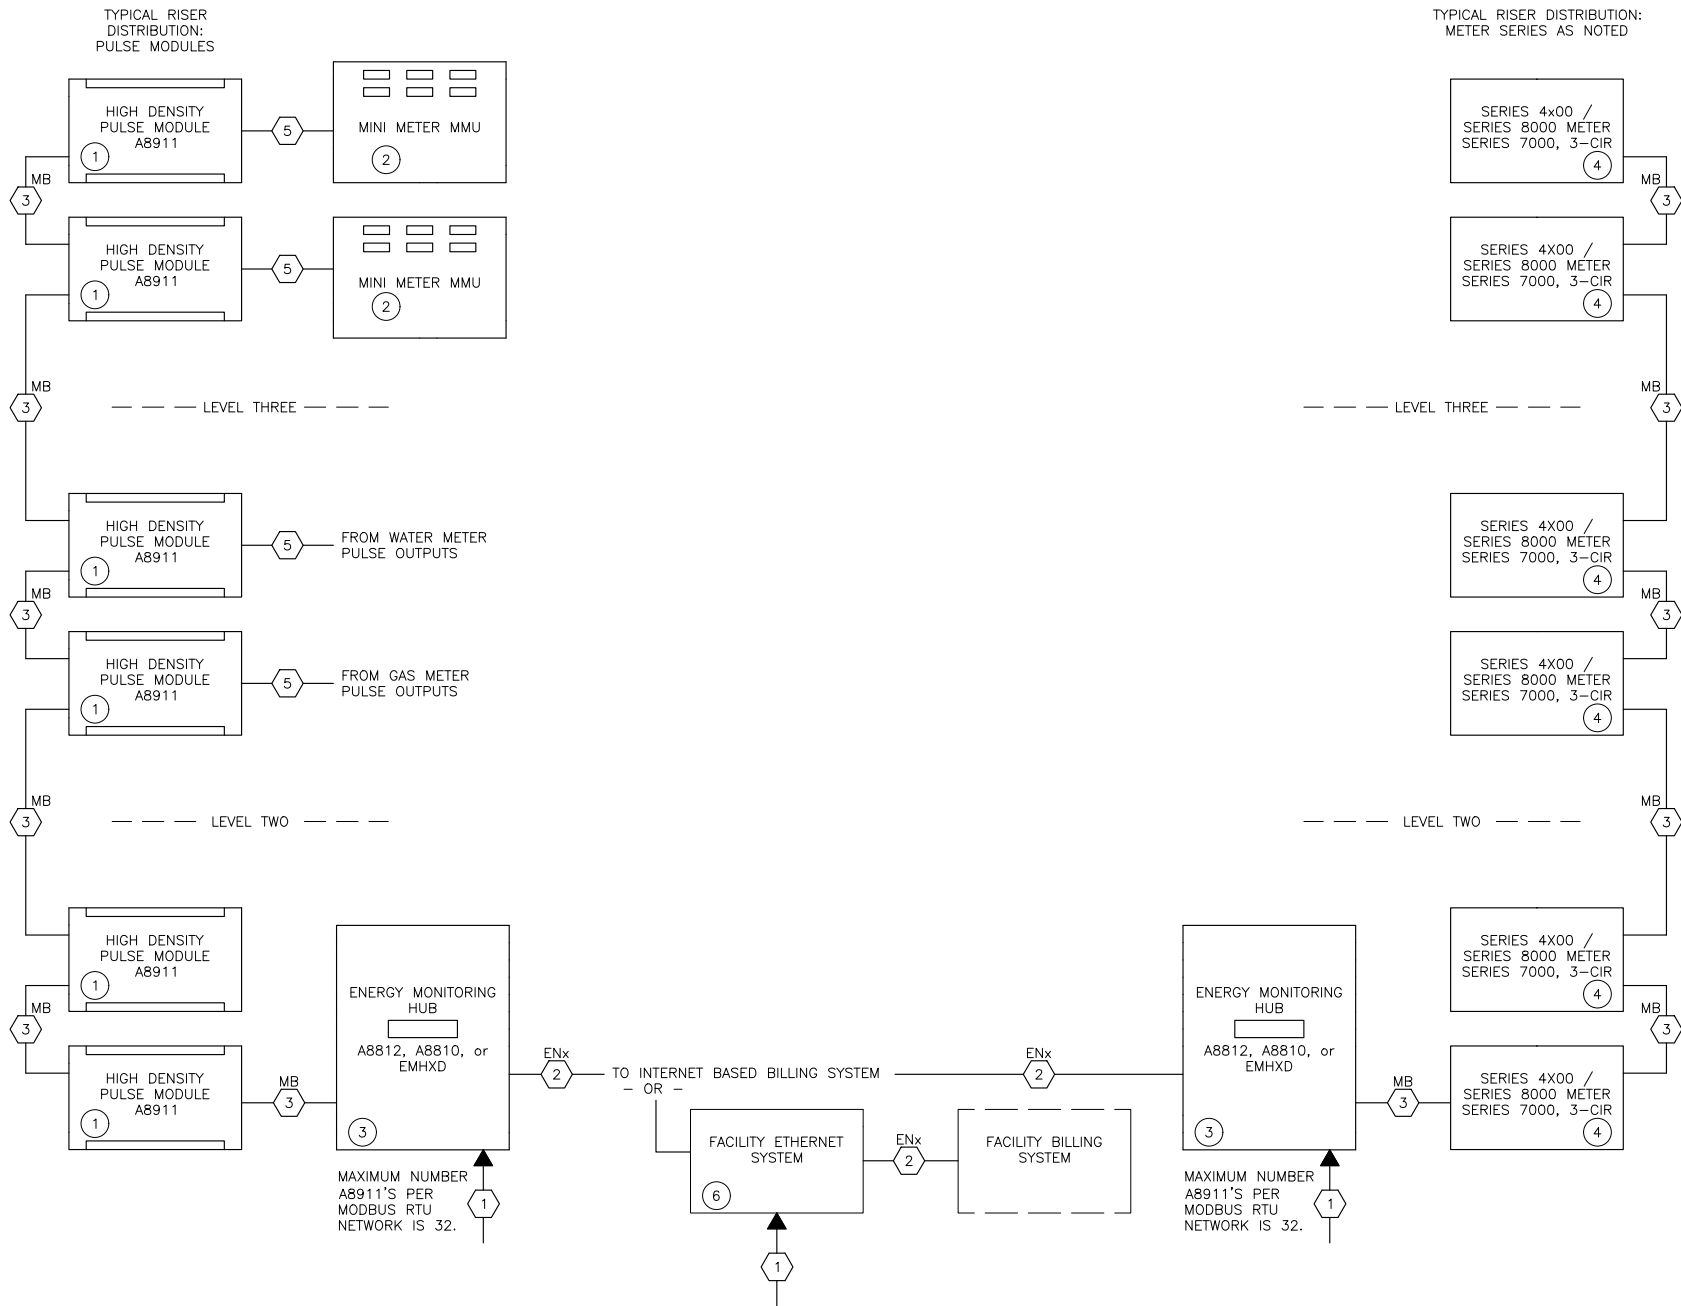 TYPICAL RISER
DISTRIBUTION:
PULSE MODULES
TYPICAL RISER DISTRIBUTION:
METER SERIES AS NOTED
HIGH DENSITY
PULSE MODULE
A8911
1
5
MINI METER MMU
2
MB
3
HIGH DENSITY
PULSE MODULE
A8911
1
5
MINI METER MMU
2
MB
3
LEVEL THREE
HIGH DENSITY
PULSE MODULE
A8911
1
5
FROM WATER METER
PULSE OUTPUTS
MB
3
HIGH DENSITY
PULSE MODULE
A8911
1
5
FROM GAS METER
PULSE OUTPUTS
MB
3
LEVEL TWO
HIGH DENSITY
PULSE MODULE
A8911
1
MB
3
HIGH DENSITY
PULSE MODULE
A8911
1
MB
3
ENERGY MONITORING
HUB
A8812, A8810, or
EMHXD
3
MAXIMUM NUMBER
A8911'S PER
MODBUS RTU
NETWORK IS 32.
1
ENx
2
TO INTERNET BASED BILLING SYSTEM
- OR -
ENx
2
FACILITY ETHERNET
SYSTEM
6
1
ENx
2
FACILITY BILLING
SYSTEM
ENERGY MONITORING
HUB
A8812, A8810, or
EMHXD
3
MAXIMUM NUMBER
A8911'S PER
MODBUS RTU
NETWORK IS 32.
1
MB
3
SERIES 4x00 /
SERIES 8000 METER
SERIES 7000, 3-CIR
4
MB
3
SERIES 4X00 /
SERIES 8000 METER
SERIES 7000, 3-CIR
4
MB
3
LEVEL THREE
SERIES 4X00 /
SERIES 8000 METER
SERIES 7000, 3-CIR
4
MB
3
SERIES 4X00 /
SERIES 8000 METER
SERIES 7000, 3-CIR
4
MB
3
LEVEL TWO
SERIES 4X00 /
SERIES 8000 METER
SERIES 7000, 3-CIR
4
MB
3
SERIES 4X00 /
SERIES 8000 METER
SERIES 7000, 3-CIR
4